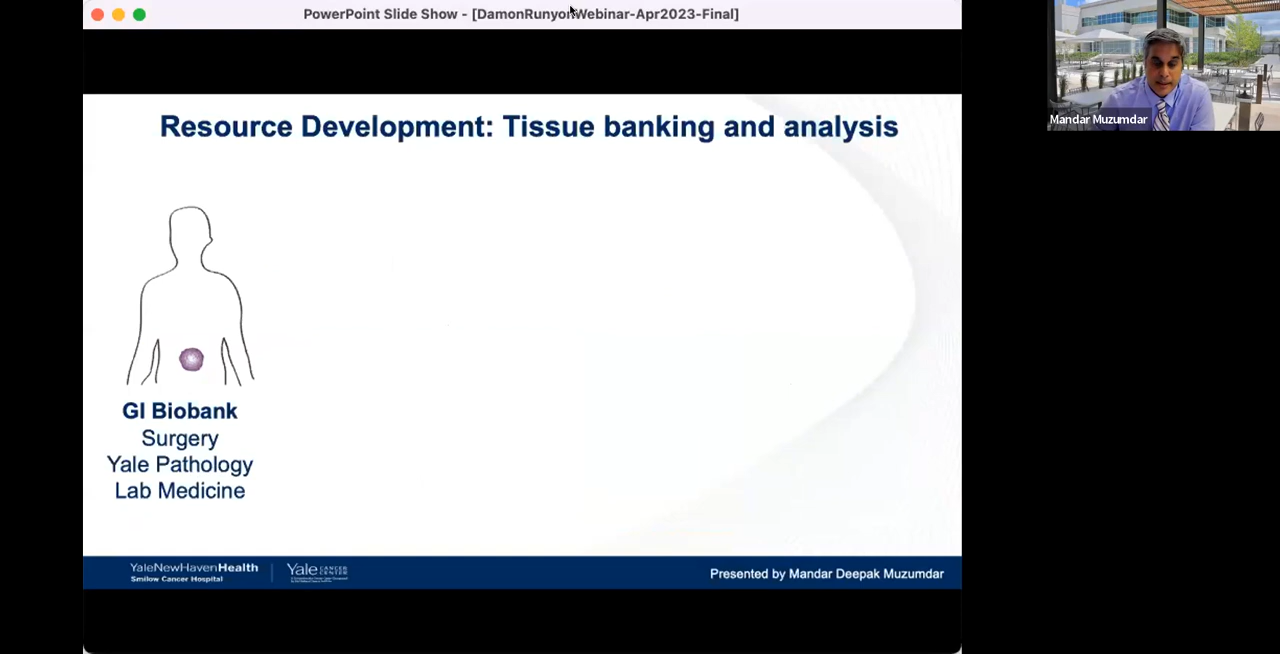 PowerPoint Slide Show - [DamonRunyonWebinar-Apr2023-Final]
Mandar Muzumdar
Resource Development: Tissue banking and analysis
GI Biobank
Surgery
Yale Pathology
Lab Medicine
YaleNewHavenHealth
Smilow Cancer Hospital
Yale CANCER CENTER
Presented by Mandar Deepak Muzumdar